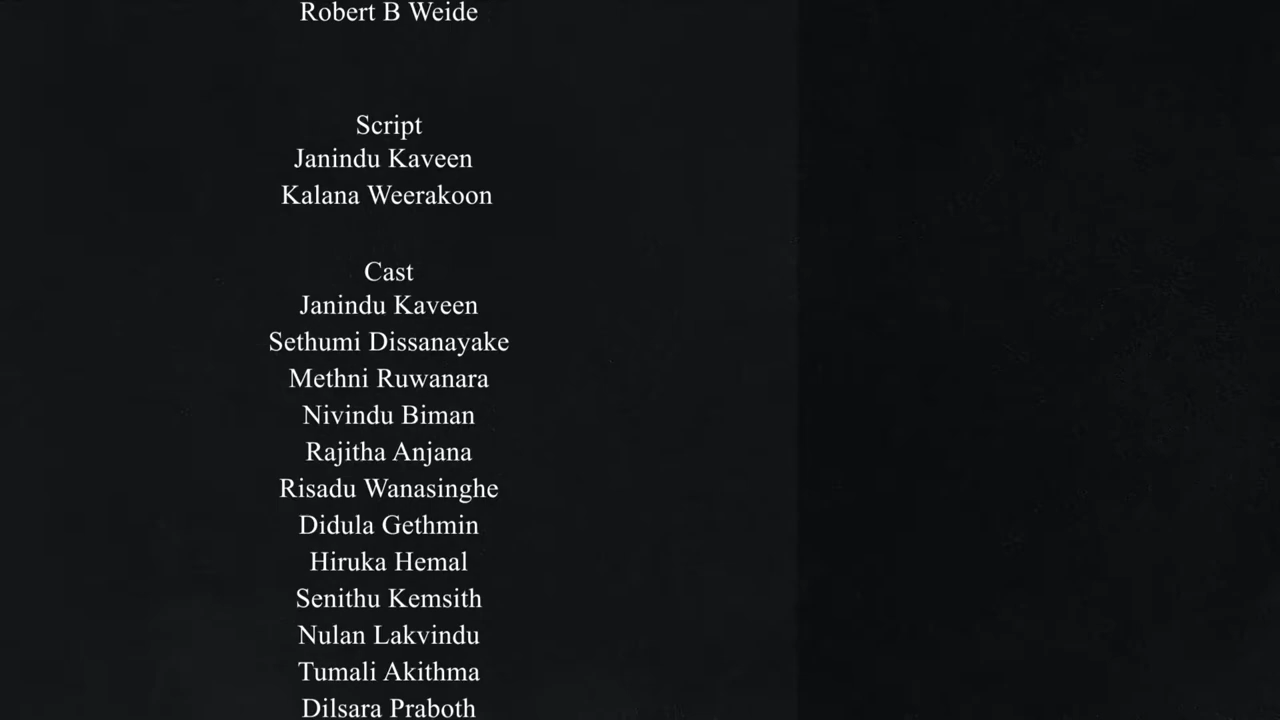 Robert B Weide
Script
Janindu Kaveen
Kalana Weerakoon
Cast
Janindu Kaveen
Sethumi Dissanayake
Methni Ruwanara
Nivindu Biman
Rajitha Anjana
Risadu Wanasinghe
Didula Gethmin
Hiruka Hemal
Senithu Kemsith
Nulan Lakvindu
Tumali Akithma
Dilsara Praboth